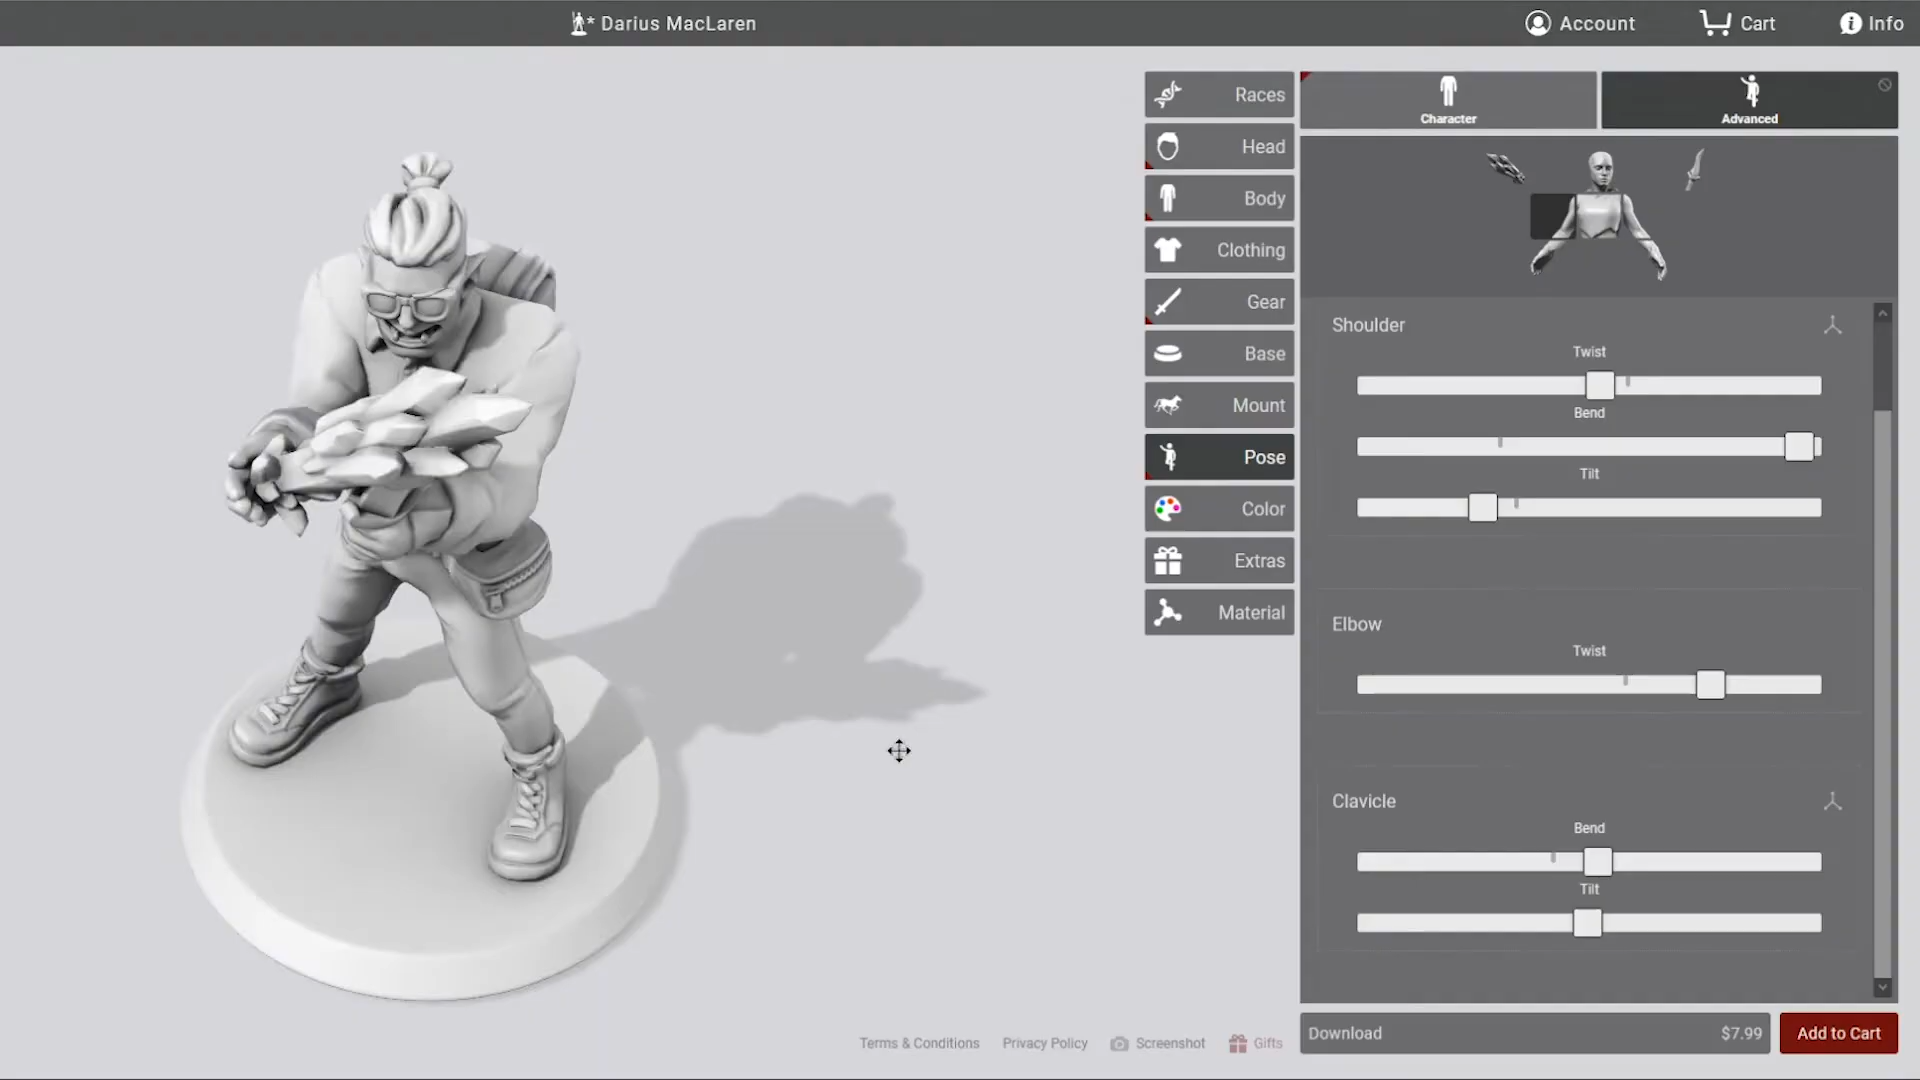 * Darius MacLaren
Account
Cart
Info
Races
Head
Body
Clothing
Gear
Base
Mount
Pose
Color
Extras
Material
Character
Advanced
Shoulder
Twist
Bend
Tilt
Elbow
Twist
Clavicle
Bend
Tilt
Terms & Conditions
Privacy Policy
Screenshot
Gifts
Download $7.99
Add to Cart